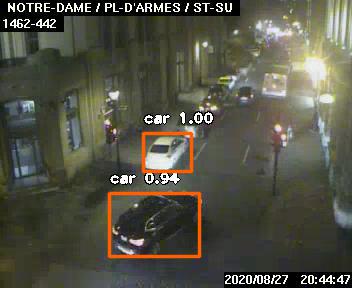 NOTRE-DAME / PL-D'ARMES / ST-SU
1462-442
car 1.00
car 0.94
2020/08/27 20:44:47